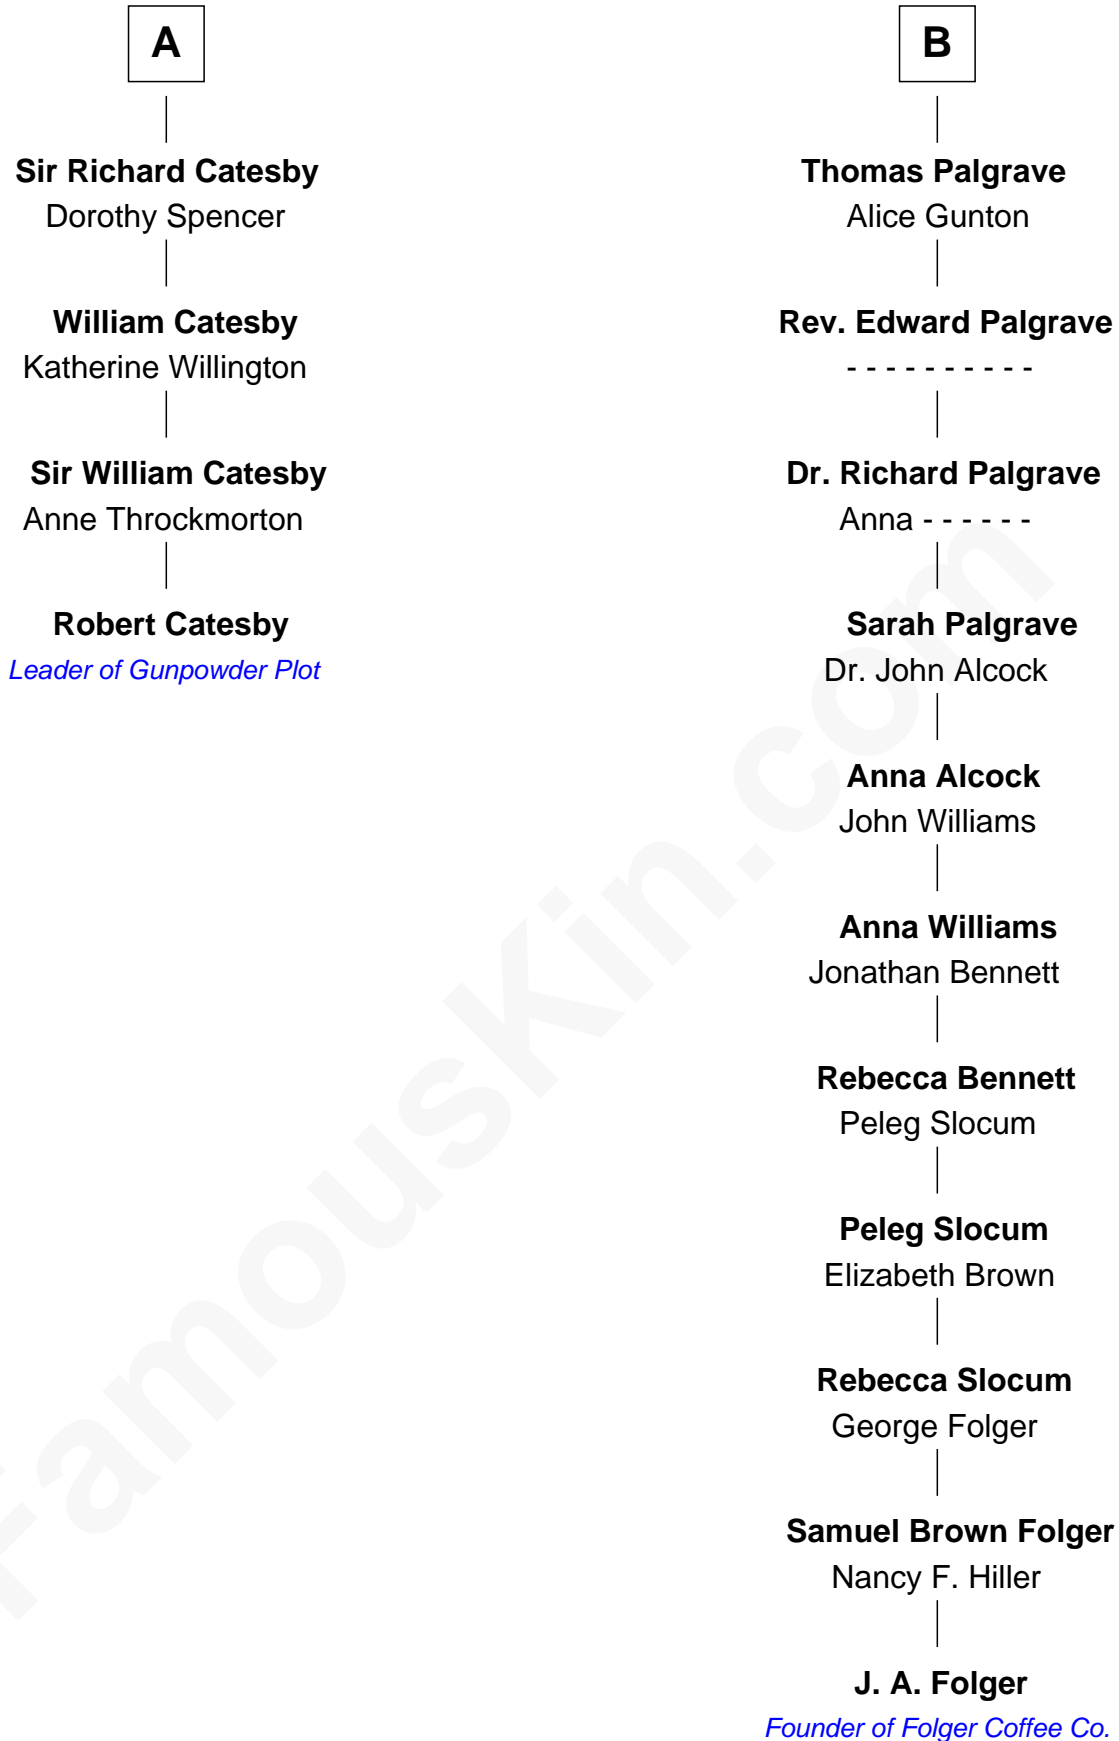 A
Sir Richard Catesby
Dorothy Spencer
William Catesby
Katherine Willington
Sir William Catesby
Anne Throckmorton
Robert Catesby
Leader of Gunpowder Plot
B
Thomas Palgrave
Alice Gunton
Rev. Edward Palgrave
- - - - - - - - - -
Dr. Richard Palgrave
Anna - - - - - -
Sarah Palgrave
Dr. John Alcock
Anna Alcock
John Williams
Anna Williams
Jonathan Bennett
Rebecca Bennett
Peleg Slocum
Peleg Slocum
Elizabeth Brown
Rebecca Slocum
George Folger
Samuel Brown Folger
Nancy F. Hiller
J. A. Folger
Founder of Folger Coffee Co.
FamousKin.com